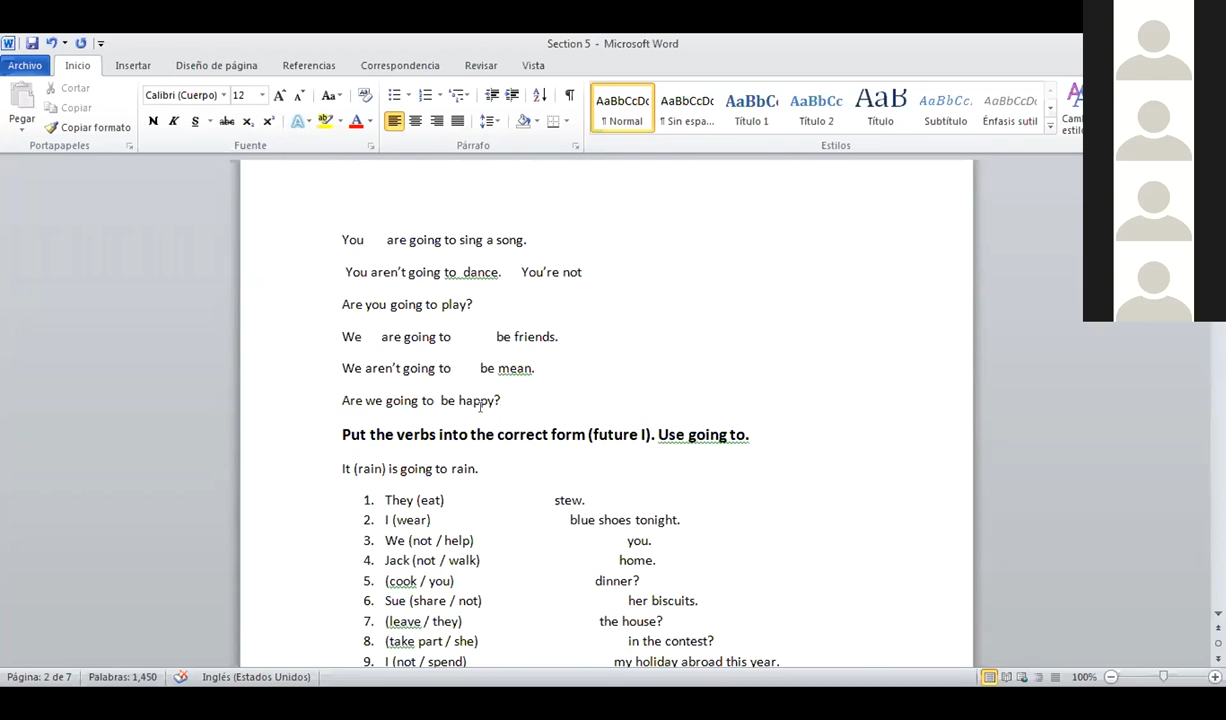 Section 5 - Microsoft Word
Archivo Inicio Insertar Diseño de página Referencias Correspondencia Revisar Vista
Pegar
Cortar
Copiar
Copiar formato
Portapapeles
Calibri (Cuerpo) 12
N K S abc x₂ x² A ab A
Fuente
Párrafo
AaBbCcDc AaBbCcDc AaBbC AaBbCc AaB AaBbCc. AaBbCcDc
¶ Normal ¶ Sin espa... Título 1 Título 2 Título Subtítulo Énfasis sutil
Estilos
You are going to sing a song.
You aren't going to dance. You're not
Are you going to play?
We are going to be friends.
We aren't going to be mean.
Are we going to be happy?
Put the verbs into the correct form (future I). Use going to.
It (rain) is going to rain.
1. They (eat) stew.
2. I (wear) blue shoes tonight.
3. We (not / help) you.
4. Jack (not / walk) home.
5. (cook / you) dinner?
6. Sue (share / not) her biscuits.
7. (leave / they) the house?
8. (take part / she) in the contest?
9. I (not / spend) my holiday abroad this year.
Página: 2 de 7 Palabras: 1,450 Inglés (Estados Unidos) 100%